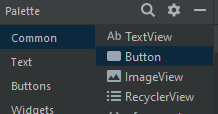 Palette
Common
Text
Buttons
Widgets
Ab TextView
Button
ImageView
RecyclerView